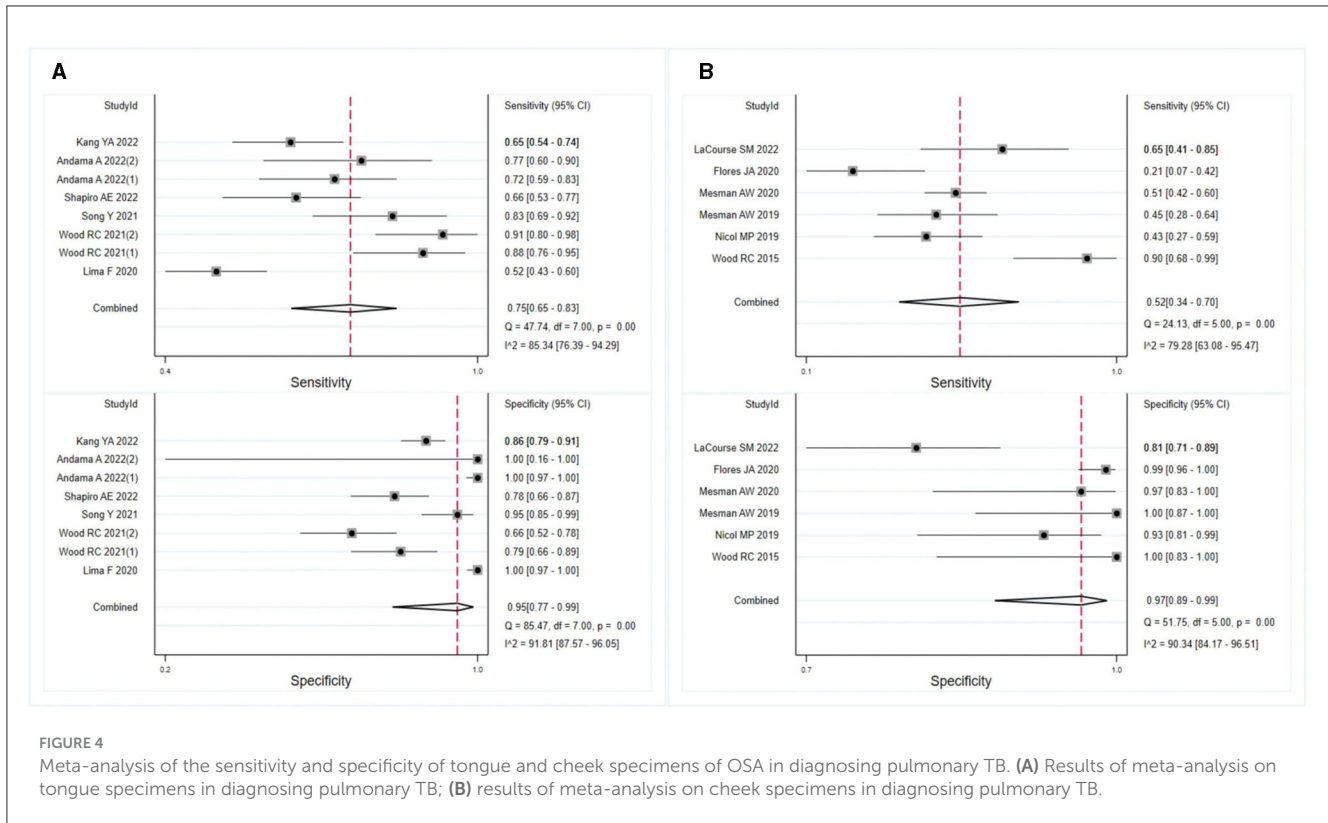 A
StudyId Sensitivity (95% CI)
Kang YA 2022 0.65 [0.54 - 0.74]
Andama A 2022(2) 0.77 [0.60 - 0.90]
Andama A 2022(1) 0.72 [0.59 - 0.83]
Shapiro AE 2022 0.66 [0.53 - 0.77]
Song Y 2021 0.83 [0.69 - 0.92]
Wood RC 2021(2) 0.91 [0.80 - 0.98]
Wood RC 2021(1) 0.88 [0.76 - 0.95]
Lima F 2020 0.52 [0.43 - 0.60]
Combined 0.75[0.65 - 0.83]
Q = 47.74, df = 7.00, p = 0.00
I^2 = 85.34 [76.39 - 94.29]
0.4 1.0
Sensitivity
StudyId Specificity (95% CI)
Kang YA 2022 0.86 [0.79 - 0.91]
Andama A 2022(2) 1.00 [0.16 - 1.00]
Andama A 2022(1) 1.00 [0.97 - 1.00]
Shapiro AE 2022 0.78 [0.66 - 0.87]
Song Y 2021 0.95 [0.85 - 0.99]
Wood RC 2021(2) 0.66 [0.52 - 0.78]
Wood RC 2021(1) 0.79 [0.66 - 0.89]
Lima F 2020 1.00 [0.97 - 1.00]
Combined 0.95[0.77 - 0.99]
Q = 85.47, df = 7.00, p = 0.00
I^2 = 91.81 [87.57 - 96.05]
0.2 1.0
Specificity
B
StudyId Sensitivity (95% CI)
LaCourse SM 2022 0.65 [0.41 - 0.85]
Flores JA 2020 0.21 [0.07 - 0.42]
Mesman AW 2020 0.51 [0.42 - 0.60]
Mesman AW 2019 0.45 [0.28 - 0.64]
Nicol MP 2019 0.43 [0.27 - 0.59]
Wood RC 2015 0.90 [0.68 - 0.99]
Combined 0.52[0.34 - 0.70]
Q = 24.13, df = 5.00, p = 0.00
I^2 = 79.28 [63.08 - 95.47]
0.1 1.0
Sensitivity
StudyId Specificity (95% CI)
LaCourse SM 2022 0.81 [0.71 - 0.89]
Flores JA 2020 0.99 [0.96 - 1.00]
Mesman AW 2020 0.97 [0.83 - 1.00]
Mesman AW 2019 1.00 [0.87 - 1.00]
Nicol MP 2019 0.93 [0.81 - 0.99]
Wood RC 2015 1.00 [0.83 - 1.00]
Combined 0.97[0.89 - 0.99]
Q = 51.75, df = 5.00, p = 0.00
I^2 = 90.34 [84.17 - 96.51]
0.7 1.0
Specificity
FIGURE 4
Meta-analysis of the sensitivity and specificity of tongue and cheek specimens of OSA in diagnosing pulmonary TB. (A) Results of meta-analysis on
tongue specimens in diagnosing pulmonary TB; (B) results of meta-analysis on cheek specimens in diagnosing pulmonary TB.